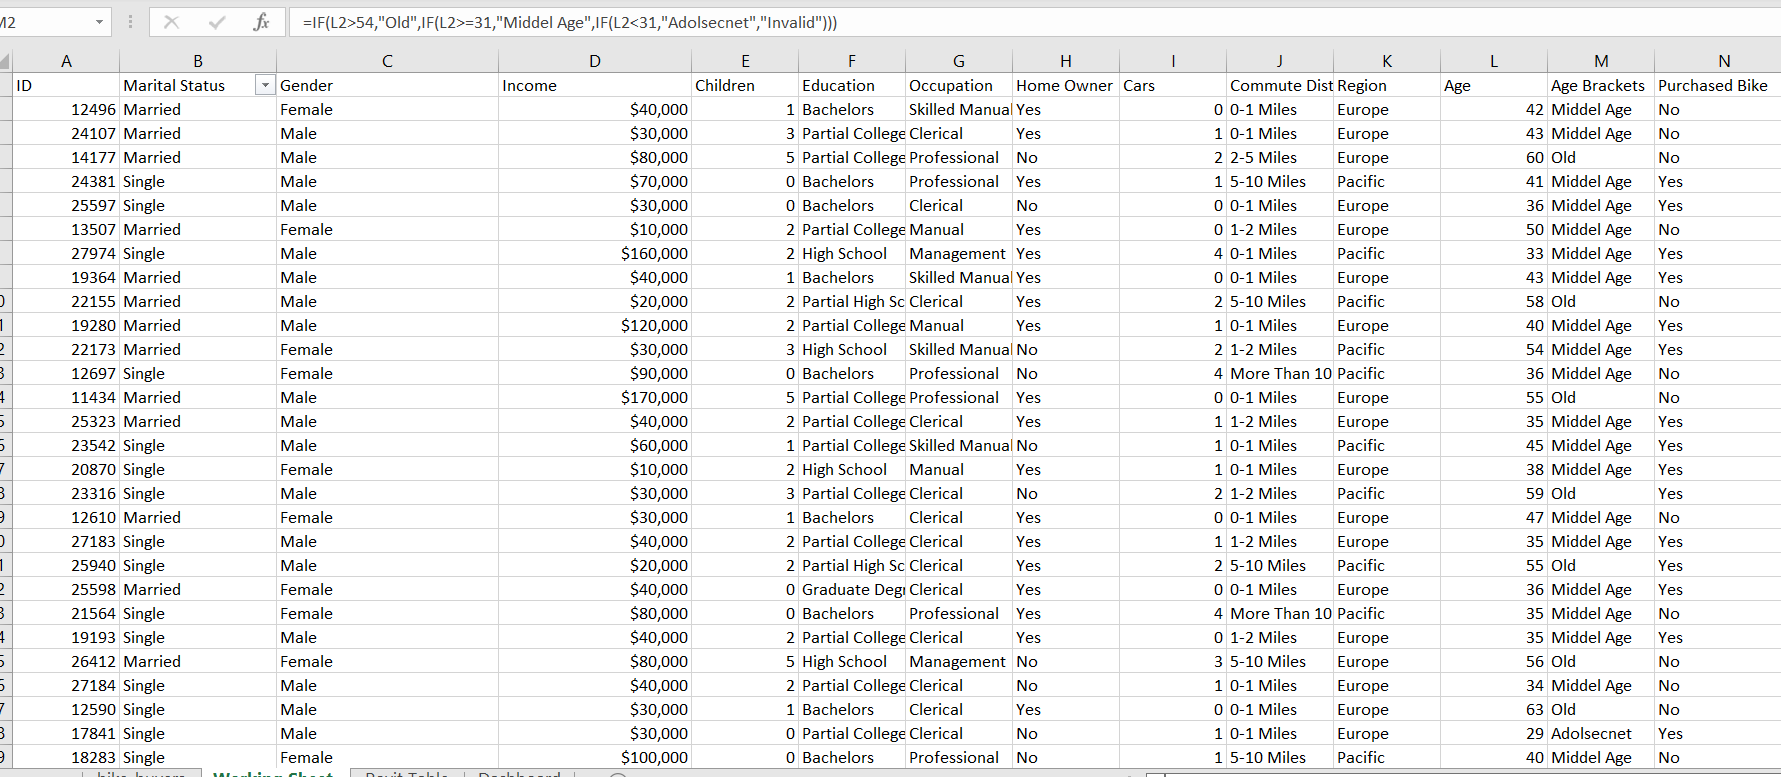 M2 fx =IF(L2>54,"Old",IF(L2>=31,"Middel Age",IF(L2<31,"Adolsecnet","Invalid")))
A B C D E F G H I J K L M N
ID Marital Status Gender Income Children Education Occupation Home Owner Cars Commute Dist Region Age Age Brackets Purchased Bike
12496 Married Female $40,000 1 Bachelors Skilled Manual Yes 0 0-1 Miles Europe 42 Middel Age No
24107 Married Male $30,000 3 Partial College Clerical Yes 1 0-1 Miles Europe 43 Middel Age No
14177 Married Male $80,000 5 Partial College Professional No 2 2-5 Miles Europe 60 Old No
24381 Single Male $70,000 0 Bachelors Professional Yes 1 5-10 Miles Pacific 41 Middel Age Yes
25597 Single Male $30,000 0 Bachelors Clerical No 0 0-1 Miles Europe 36 Middel Age Yes
13507 Married Female $10,000 2 Partial College Manual Yes 0 1-2 Miles Europe 50 Middel Age No
27974 Single Male $160,000 2 High School Management Yes 4 0-1 Miles Pacific 33 Middel Age Yes
19364 Married Male $40,000 1 Bachelors Skilled Manual Yes 0 0-1 Miles Europe 43 Middel Age Yes
22155 Married Male $20,000 2 Partial High Sc Clerical Yes 2 5-10 Miles Pacific 58 Old No
19280 Married Male $120,000 2 Partial College Manual Yes 1 0-1 Miles Europe 40 Middel Age Yes
22173 Married Female $30,000 3 High School Skilled Manual No 2 1-2 Miles Pacific 54 Middel Age Yes
12697 Single Female $90,000 0 Bachelors Professional No 4 More Than 10 Pacific 36 Middel Age No
11434 Married Male $170,000 5 Partial College Professional Yes 0 0-1 Miles Europe 55 Old No
25323 Married Male $40,000 2 Partial College Clerical Yes 1 1-2 Miles Europe 35 Middel Age Yes
23542 Single Male $60,000 1 Partial College Skilled Manual No 1 0-1 Miles Pacific 45 Middel Age Yes
20870 Single Female $10,000 2 High School Manual Yes 1 0-1 Miles Europe 38 Middel Age Yes
23316 Single Male $30,000 3 Partial College Clerical No 2 1-2 Miles Pacific 59 Old Yes
12610 Married Female $30,000 1 Bachelors Clerical Yes 0 0-1 Miles Europe 47 Middel Age No
27183 Single Male $40,000 2 Partial College Clerical Yes 1 1-2 Miles Europe 35 Middel Age Yes
25940 Single Male $20,000 2 Partial High Sc Clerical Yes 2 5-10 Miles Pacific 55 Old Yes
25598 Married Female $40,000 0 Graduate Degr Clerical Yes 0 0-1 Miles Europe 36 Middel Age Yes
21564 Single Female $80,000 0 Bachelors Professional Yes 4 More Than 10 Pacific 35 Middel Age No
19193 Single Male $40,000 2 Partial College Clerical Yes 0 1-2 Miles Europe 35 Middel Age Yes
26412 Married Female $80,000 5 High School Management No 3 5-10 Miles Europe 56 Old No
27184 Single Male $40,000 2 Partial College Clerical No 1 0-1 Miles Europe 34 Middel Age No
12590 Single Male $30,000 1 Bachelors Clerical Yes 0 0-1 Miles Europe 63 Old No
17841 Single Male $30,000 0 Partial College Clerical No 1 0-1 Miles Europe 29 Adolsecnet Yes
18283 Single Female $100,000 0 Bachelors Professional No 1 5-10 Miles Pacific 40 Middel Age No
Working Sheet Dashboard